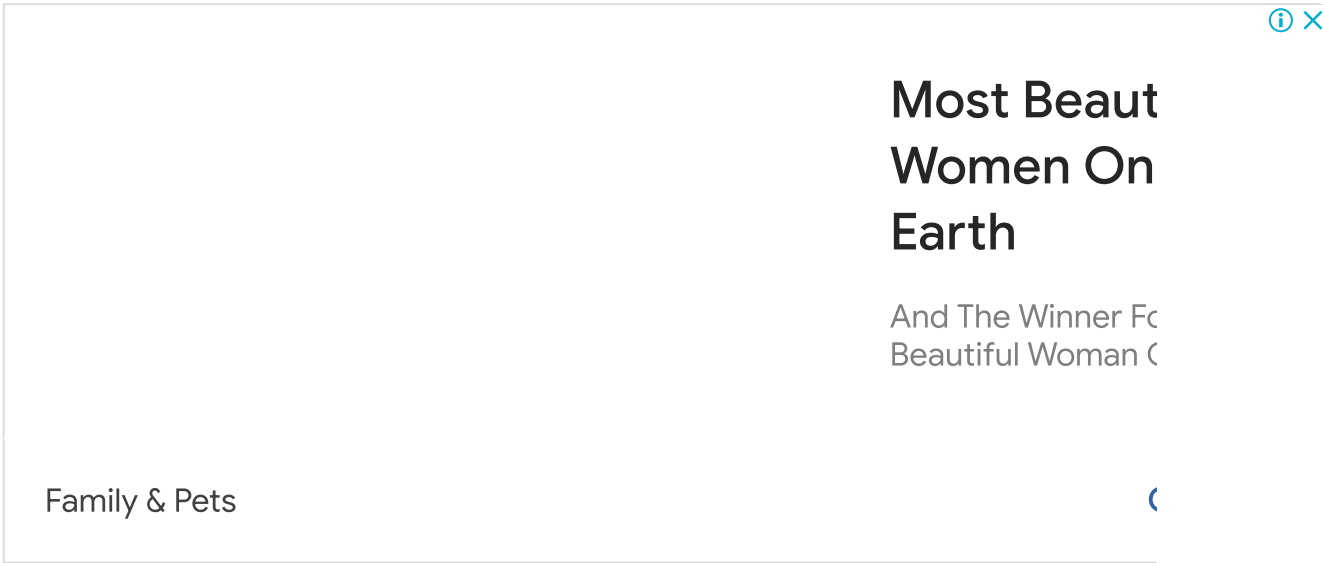 Most Beaut
Women On
Earth
And The Winner Fo
Beautiful Woman
Family & Pets